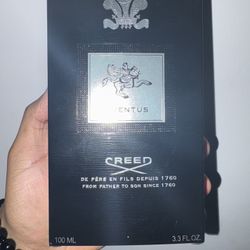 VENTUS
CREED
DE PÈRE EN FILS DEPUIS 1760
FROM FATHER TO SON SINCE 1760
100 ML 3.3 FL.OZ.